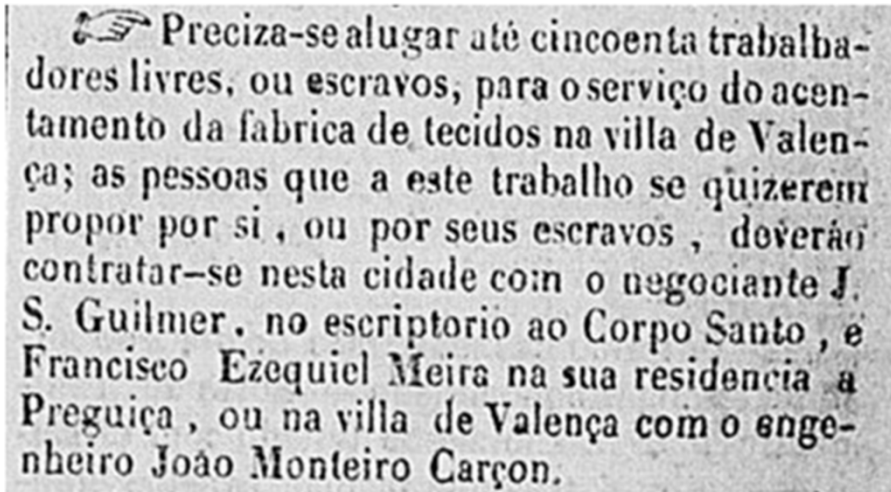 ☞ Preciza-se alugar até cincoenta trabalha-
dores livres, ou escravos, para o serviço do acen-
tamento da fabrica de tecidos na villa de Valen-
ça; as pessoas que a este trabalho se quizerem
propor por si, ou por seus escravos, deverão
contratar-se nesta cidade com o negociante J.
S. Guilmer, no escriptorio ao Corpo Santo, e
Francisco Ezequiel Meira na sua residencia a
Preguiça, ou na villa de Valença com o enge-
nheiro João Monteiro Carçon.